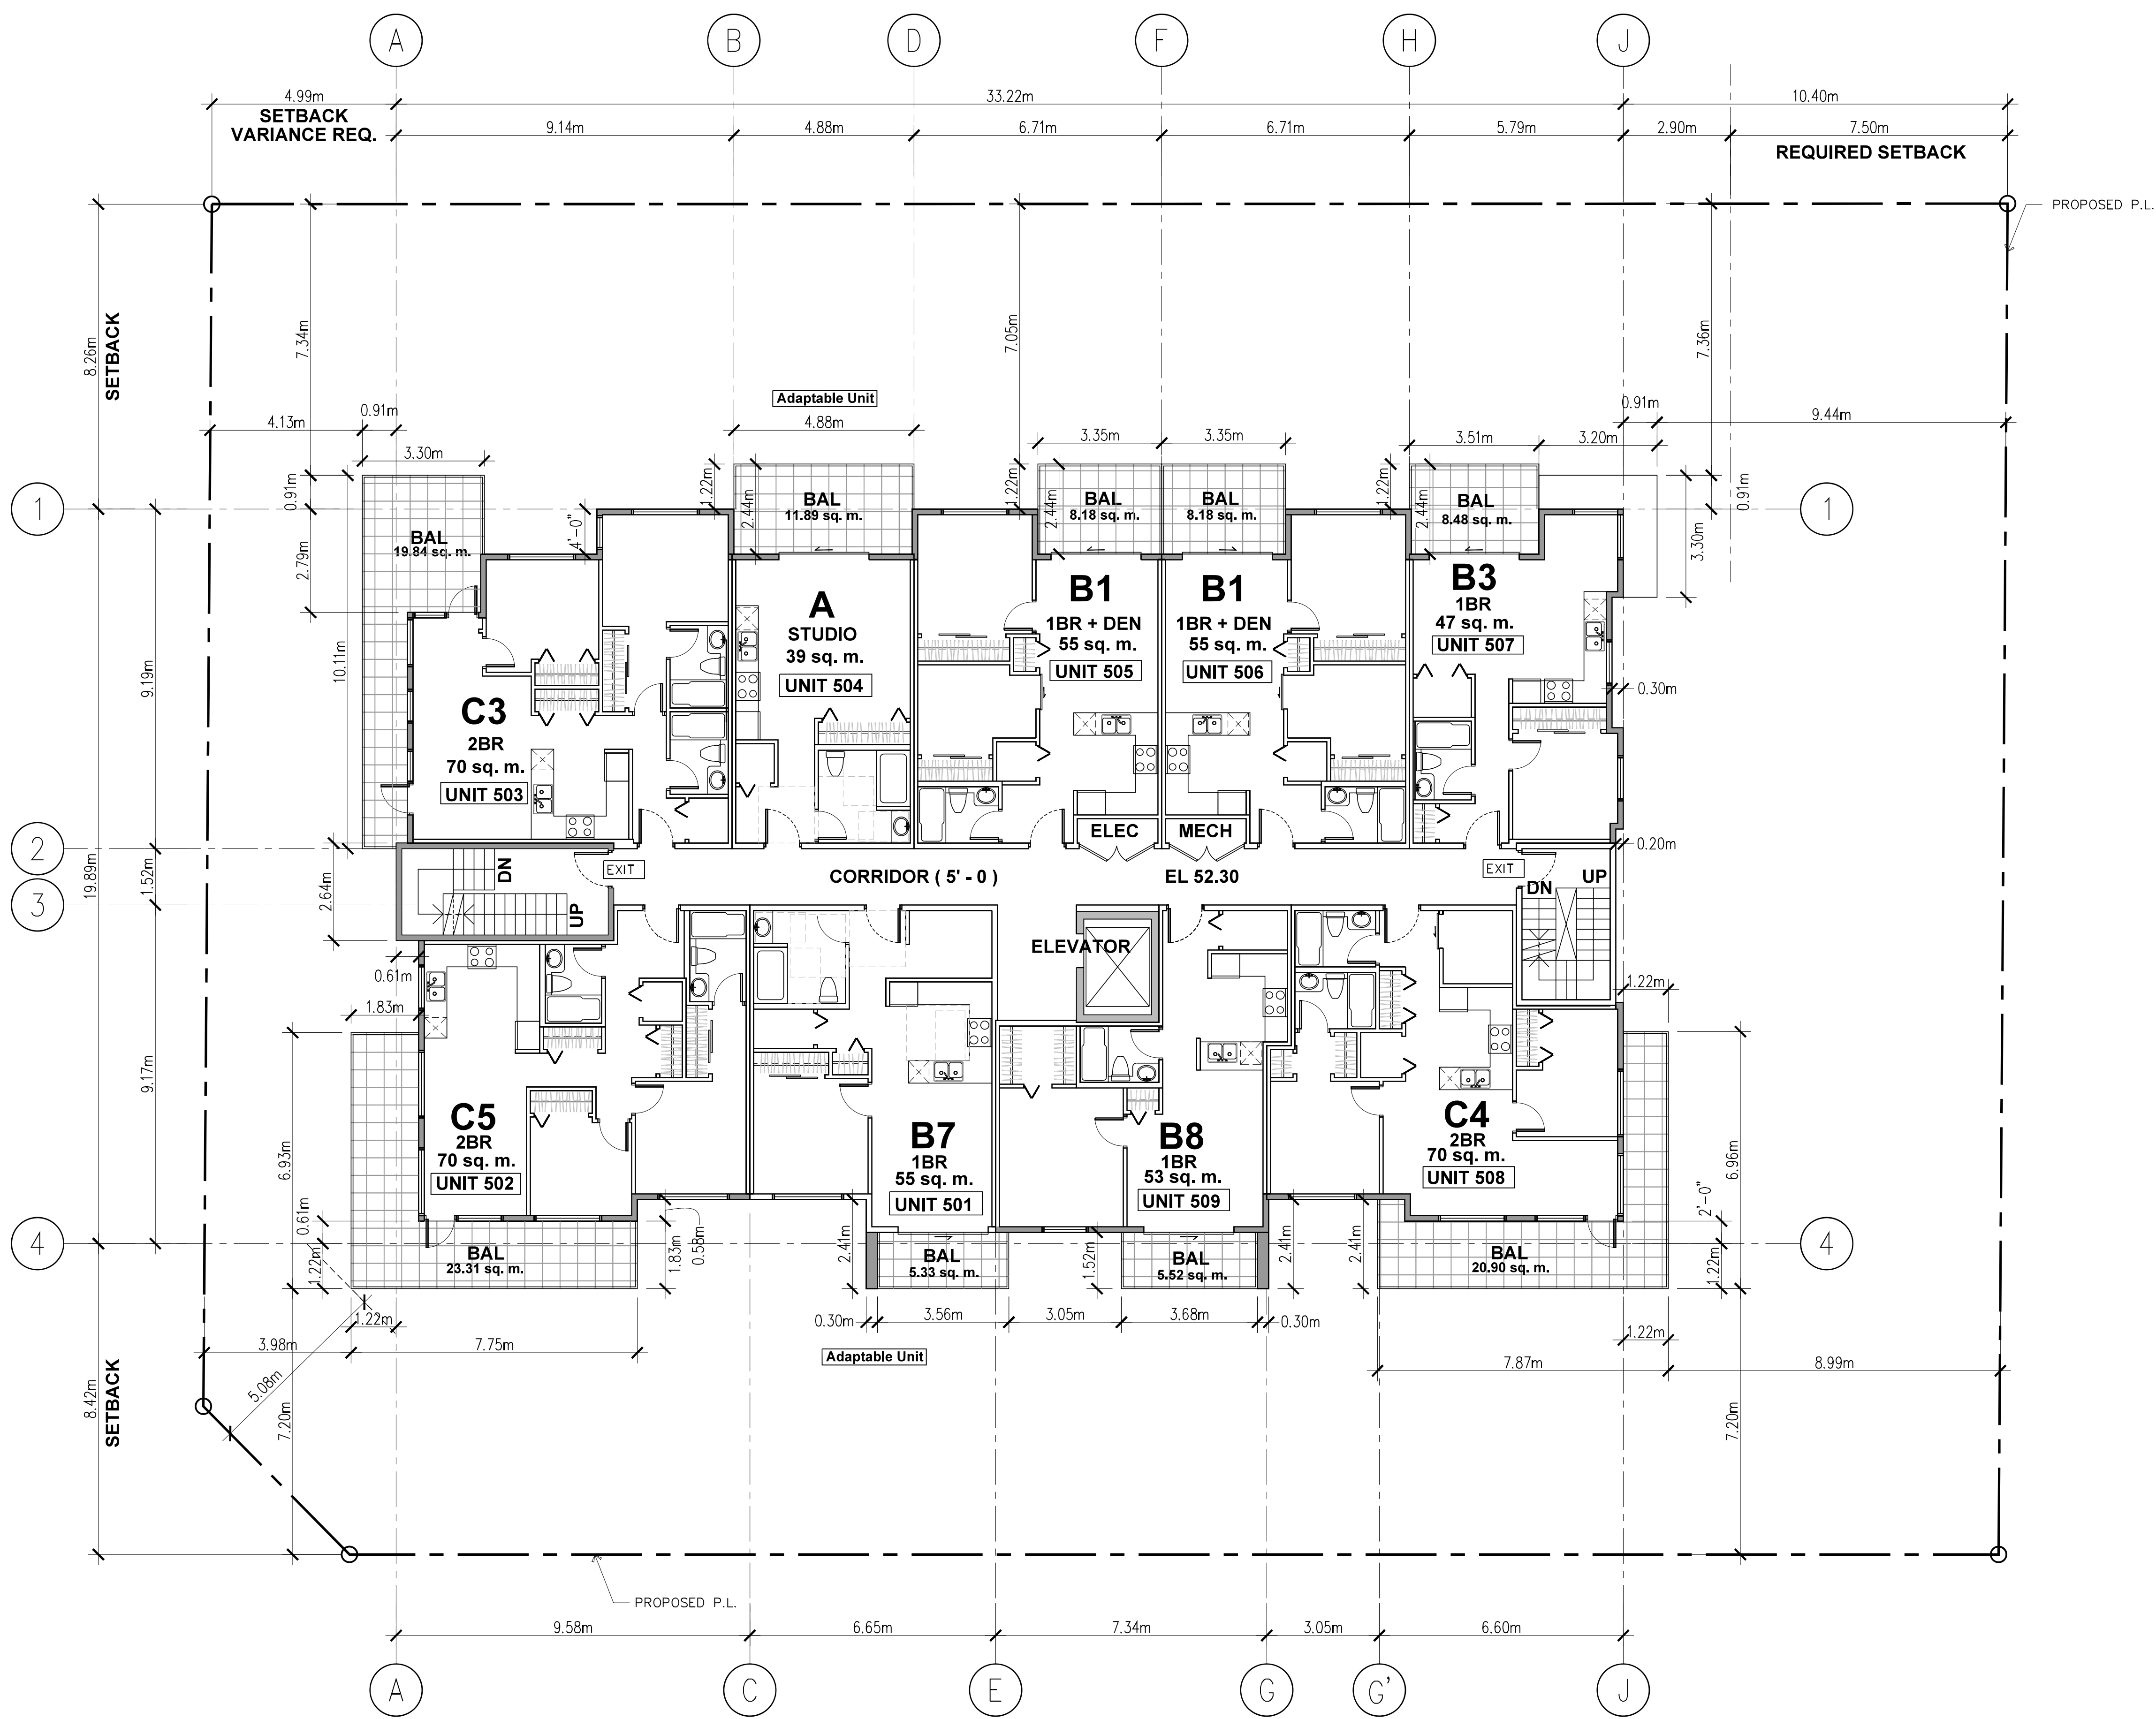 A B D F H J
4.99m 33.22m 10.40m
SETBACK
VARIANCE REQ.
9.14m 4.88m 6.71m 6.71m 5.79m 2.90m 7.50m
REQUIRED SETBACK
PROPOSED P.L.
8.26m
SETBACK
7.34m
7.05m
7.36m
Adaptable Unit
0.91m
4.13m
4.88m
0.91m
9.44m
3.30m
3.35m 3.35m
3.51m 3.20m
1
0.91m
2.79m
10.11m
4'-0"
1.22m
2.44m
1.22m
2.44m
1.22m
2.44m
3.30m
0.91m
1
BAL
19.84 sq. m.
BAL
11.89 sq. m.
BAL
8.18 sq. m.
BAL
8.18 sq. m.
BAL
8.48 sq. m.
C3
2BR
70 sq. m.
UNIT 503
A
STUDIO
39 sq. m.
UNIT 504
B1
1BR + DEN
55 sq. m.
UNIT 505
B1
1BR + DEN
55 sq. m.
UNIT 506
B3
1BR
47 sq. m.
UNIT 507
0.30m
9.19m
ELEC
MECH
0.20m
2
19.89m
1.52m
2.64m
3
DN
UP
EXIT
CORRIDOR ( 5' - 0 )
EL 52.30
EXIT
DN
UP
ELEVATOR
0.61m
1.83m
1.22m
9.17m
6.93m
0.61m
1.22m
C5
2BR
70 sq. m.
UNIT 502
B7
1BR
55 sq. m.
UNIT 501
B8
1BR
53 sq. m.
UNIT 509
C4
2BR
70 sq. m.
UNIT 508
6.96m
2'-0"
1.22m
4
4
BAL
23.31 sq. m.
1.83m
0.58m
2.41m
BAL
5.33 sq. m.
1.52m
BAL
5.52 sq. m.
2.41m
2.41m
BAL
20.90 sq. m.
1.22m
0.30m 3.56m 3.05m 3.68m 0.30m
1.22m
3.98m 7.75m
Adaptable Unit
7.87m 8.99m
5.08m
8.42m
SETBACK
7.20m
7.20m
PROPOSED P.L.
9.58m 6.65m 7.34m 3.05m 6.60m
A C E G G' J